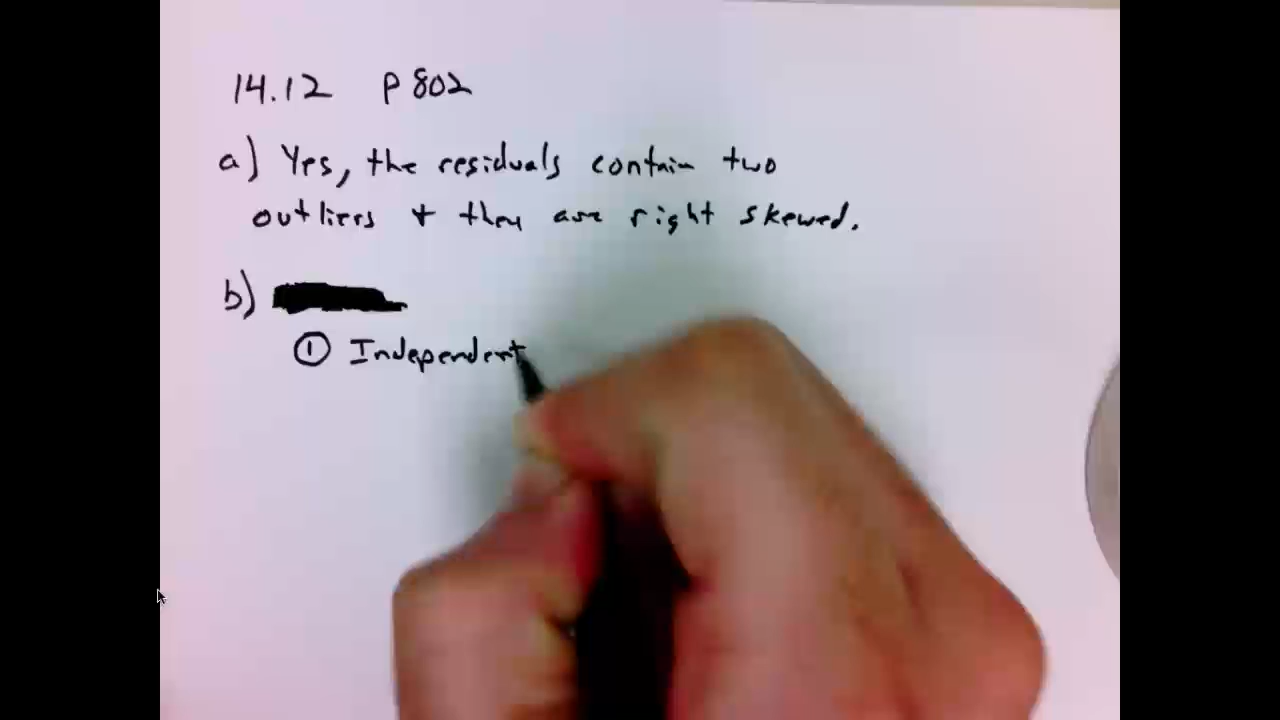 14.12 P 802
a) Yes, the residuals contain two
outliers + they are right skewed.
b)
① Independent